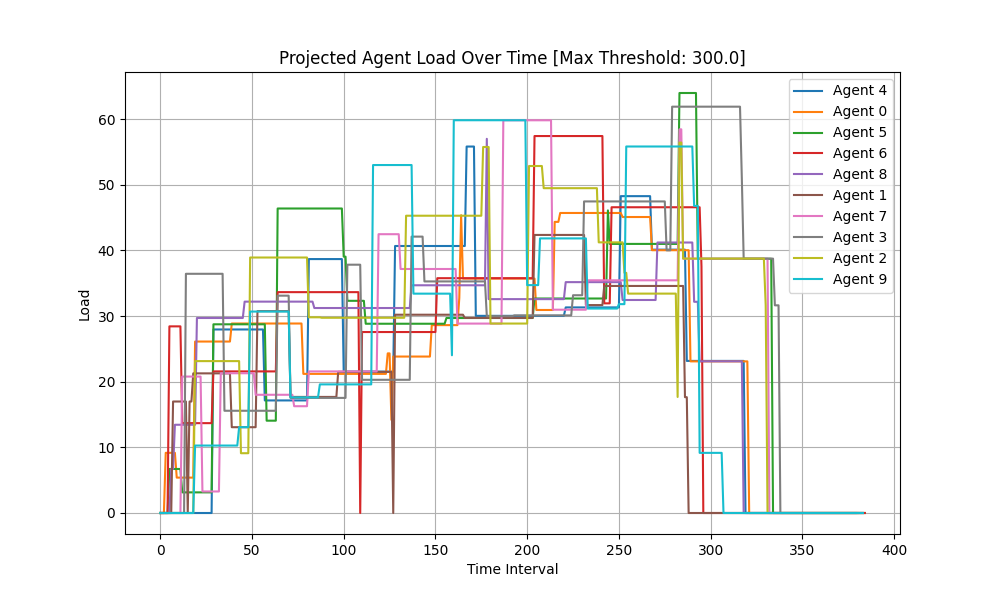 Projected Agent Load Over Time [Max Threshold: 300.0]
Load
60
50
40
30
20
10
0
0
50
100
150
200
250
300
350
400
Time Interval
Agent 4
Agent 0
Agent 5
Agent 6
Agent 8
Agent 1
Agent 7
Agent 3
Agent 2
Agent 9